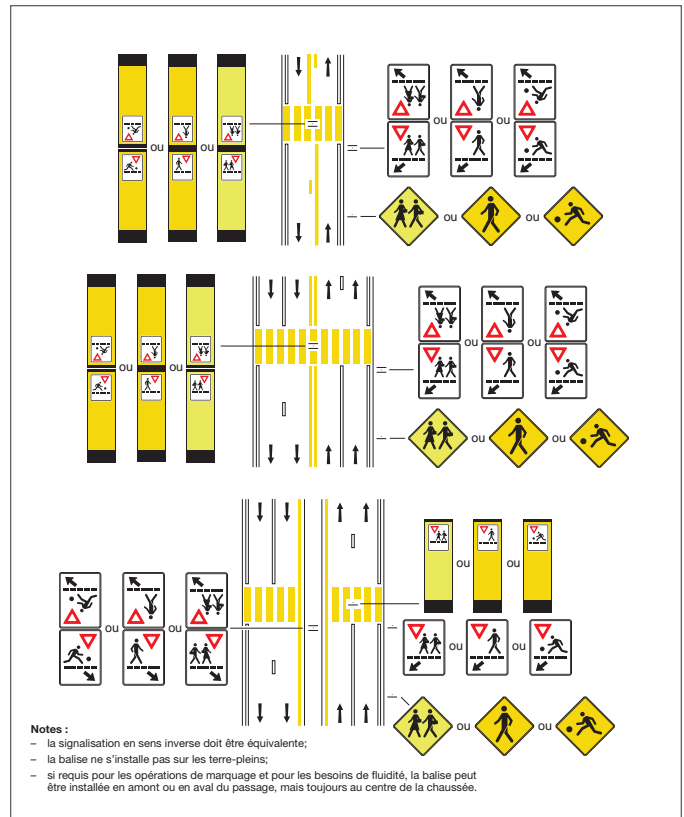 ou ou ou ou
ou ou
ou ou ou ou
ou ou
ou ou
ou ou ou ou
ou ou
Notes :
– la signalisation en sens inverse doit être équivalente;
– la balise ne s'installe pas sur les terre-pleins;
– si requis pour les opérations de marquage et pour les besoins de fluidité, la balise peut
être installée en amont ou en aval du passage, mais toujours au centre de la chaussée.